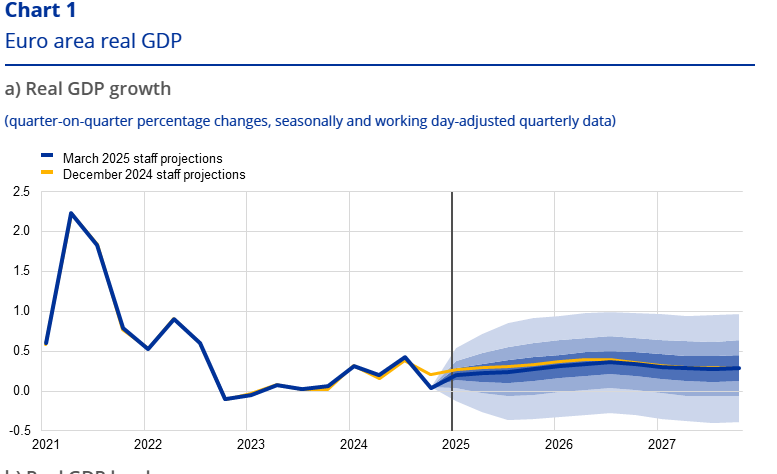 Chart 1
Euro area real GDP
a) Real GDP growth
(quarter-on-quarter percentage changes, seasonally and working day-adjusted quarterly data)
March 2025 staff projections
December 2024 staff projections
2.5
2.0
1.5
1.0
0.5
0.0
-0.5
2021 2022 2023 2024 2025 2026 2027